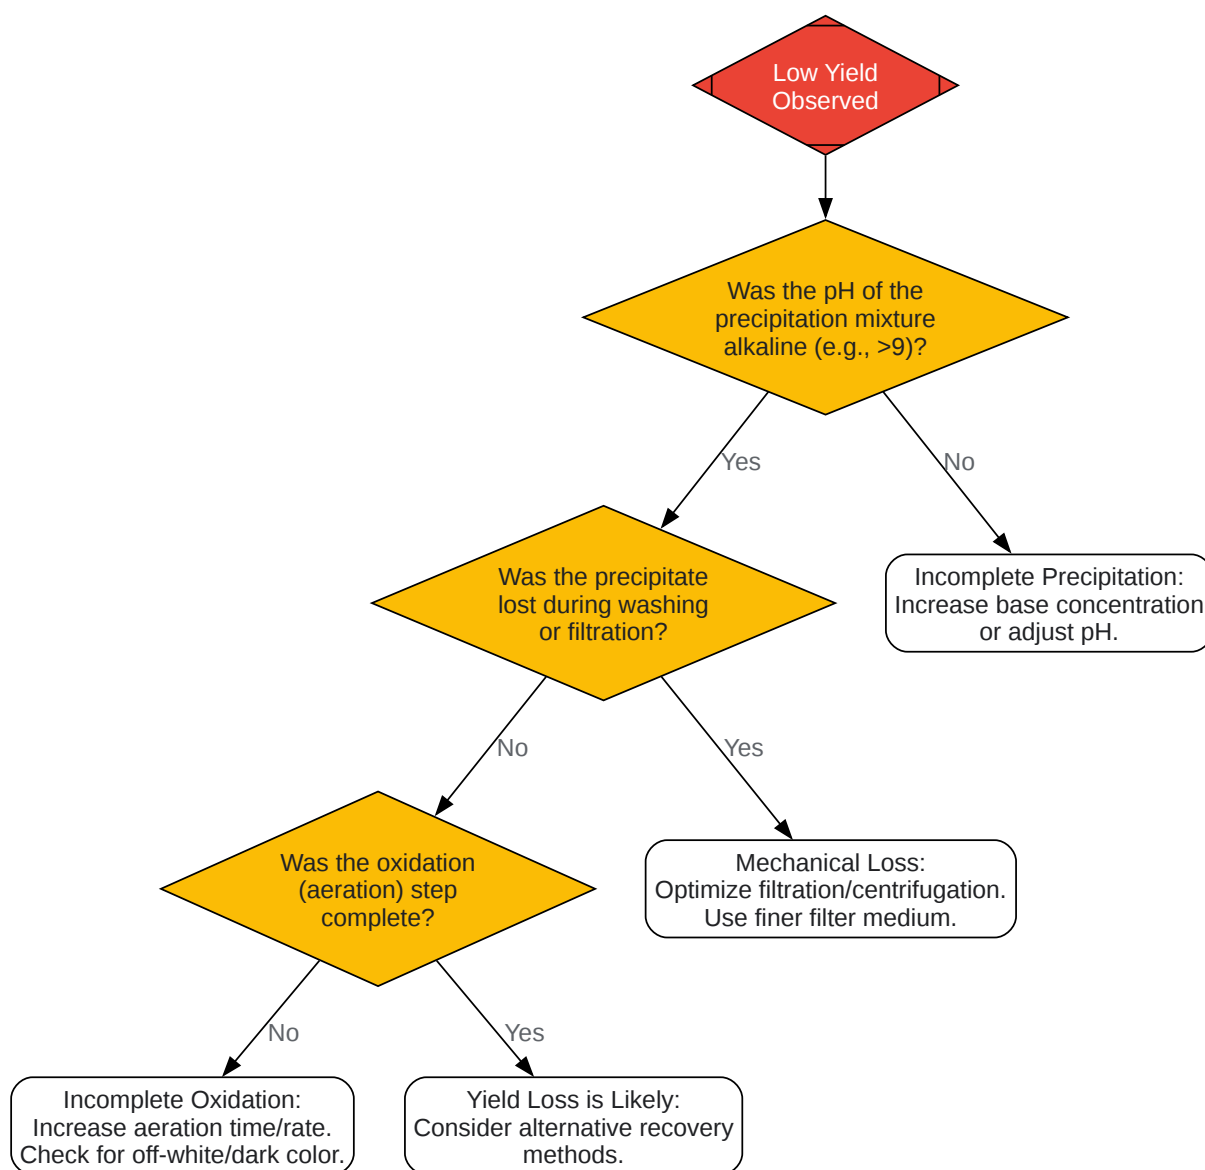 Low Yield
Observed
Was the pH of the
precipitation mixture
alkaline (e.g., >9)?
Yes
No
Was the precipitate
lost during washing
or filtration?
Incomplete Precipitation:
Increase base concentration
or adjust pH.
No
Yes
Was the oxidation
(aeration) step
complete?
Mechanical Loss:
Optimize filtration/centrifugation.
Use finer filter medium.
No
Yes
Incomplete Oxidation:
Increase aeration time/rate.
Check for off-white/dark color.
Yield Loss is Likely:
Consider alternative recovery
methods.